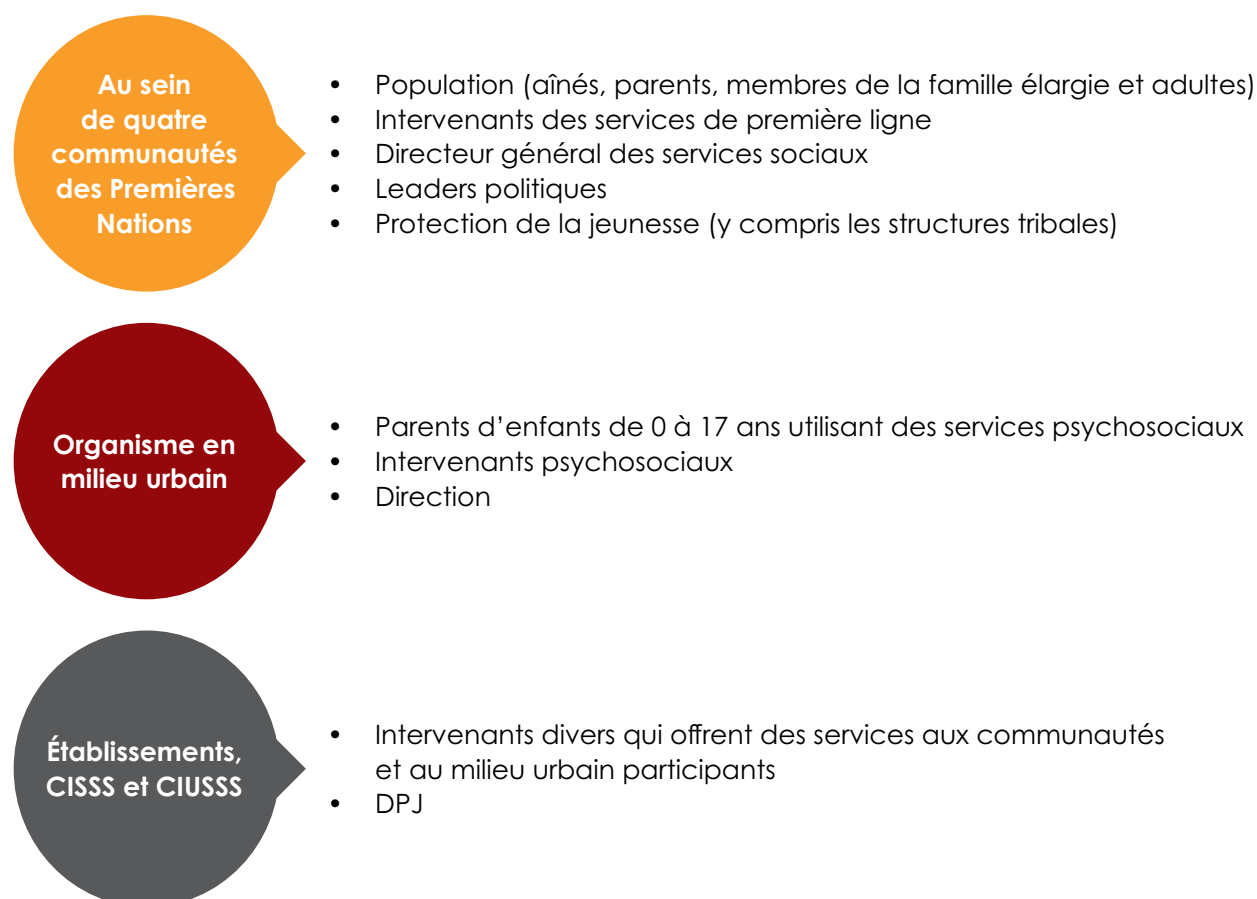 Au sein
de quatre
communautés
des Premières
Nations
• Population (aînés, parents, membres de la famille élargie et adultes)
• Intervenants des services de première ligne
• Directeur général des services sociaux
• Leaders politiques
• Protection de la jeunesse (y compris les structures tribales)
Organisme en
milieu urbain
• Parents d’enfants de 0 à 17 ans utilisant des services psychosociaux
• Intervenants psychosociaux
• Direction
Établissements,
CISSS et CIUSSS
• Intervenants divers qui offrent des services aux communautés
et au milieu urbain participants
• DPJ